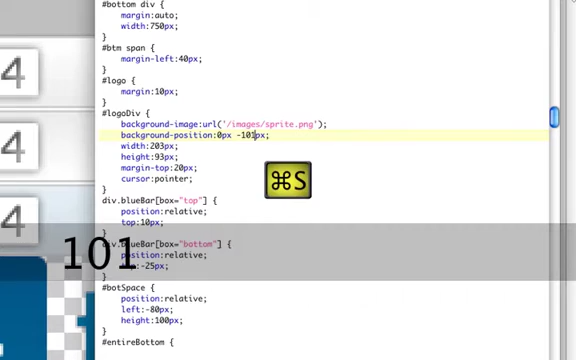 #bottom div {
margin:auto;
width:750px;
}
#btm span {
margin-left:40px;
}
#logo {
margin:10px;
}
#logoDiv {
background-image:url('/images/sprite.png');
background-position:0px -101px;
width:203px;
height:93px;
margin-top:20px;
cursor:pointer;
}
div.blueBar[box="top"] {
position:relative;
top:10px;
}
div.blueBar[box="bottom"] {
position:relative;
:-25px;
}
#botSpace {
position:relative;
left:-80px;
height:100px;
}
#entireBottom {
4
4
4
⌘S
101